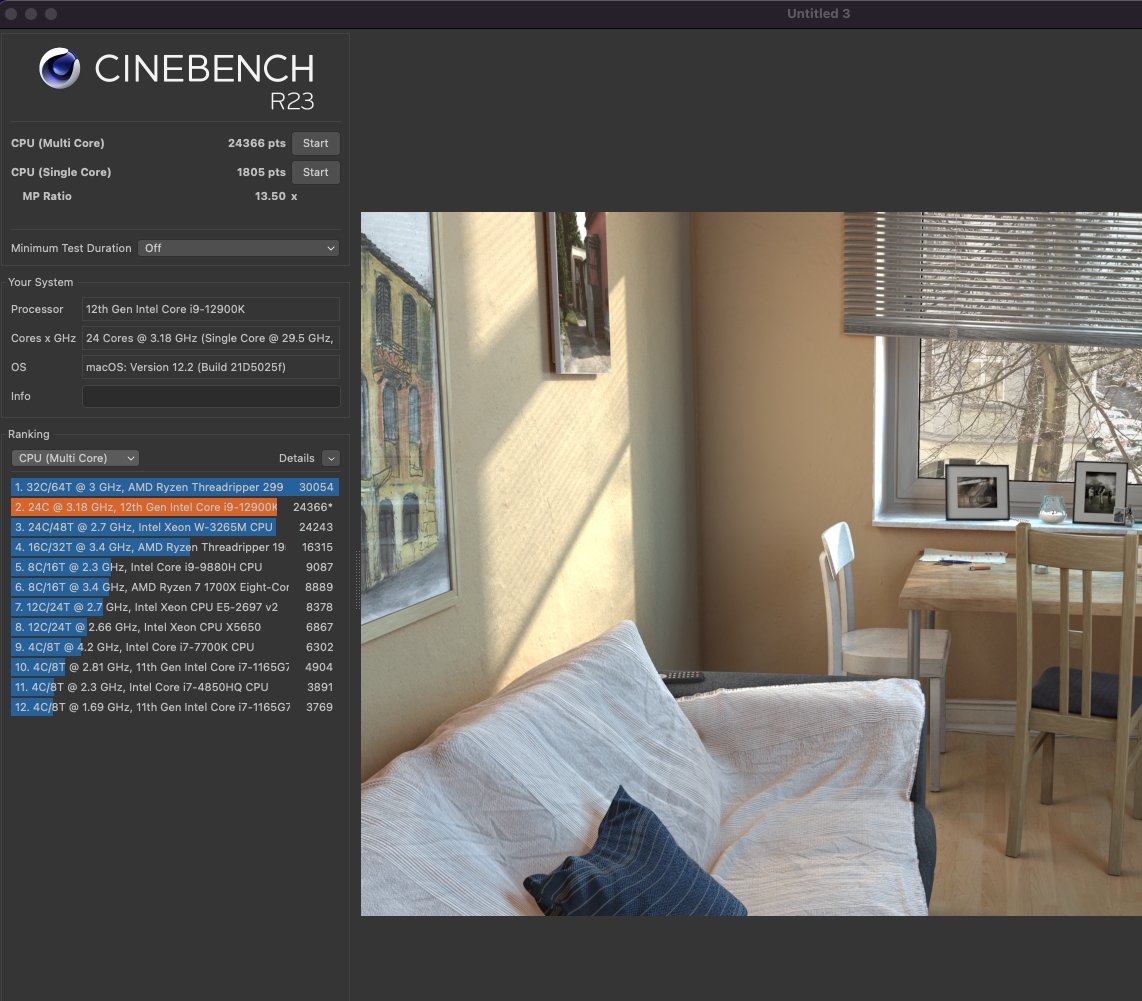 Untitled 3
CINEBENCH
R23
CPU (Multi Core) 24366 pts Start
CPU (Single Core) 1805 pts Start
MP Ratio 13.50 x
Minimum Test Duration Off
Your System
Processor 12th Gen Intel Core i9-12900K
Cores x GHz 24 Cores @ 3.18 GHz (Single Core @ 29.5 GHz,
OS macOS: Version 12.2 (Build 21D5025f)
Info
Ranking
CPU (Multi Core) Details
1. 32C/64T @ 3 GHz, AMD Ryzen Threadripper 299 30054
2. 24C @ 3.18 GHz, 12th Gen Intel Core i9-12900K 24366*
3. 24C/48T @ 2.7 GHz, Intel Xeon W-3265M CPU 24243
4. 16C/32T @ 3.4 GHz, AMD Ryzen Threadripper 19 16315
5. 8C/16T @ 2.3 GHz, Intel Core i9-9880H CPU 9087
6. 8C/16T @ 3.4 GHz, AMD Ryzen 7 1700X Eight-Cor 8889
7. 12C/24T @ 2.7 GHz, Intel Xeon CPU E5-2697 v2 8378
8. 12C/24T @ 2.66 GHz, Intel Xeon CPU X5650 6867
9. 4C/8T @ 4.2 GHz, Intel Core i7-7700K CPU 6302
10. 4C/8T @ 2.81 GHz, 11th Gen Intel Core i7-1165G7 4904
11. 4C/8T @ 2.3 GHz, Intel Core i7-4850HQ CPU 3891
12. 4C/8T @ 1.69 GHz, 11th Gen Intel Core i7-1165G7 3769